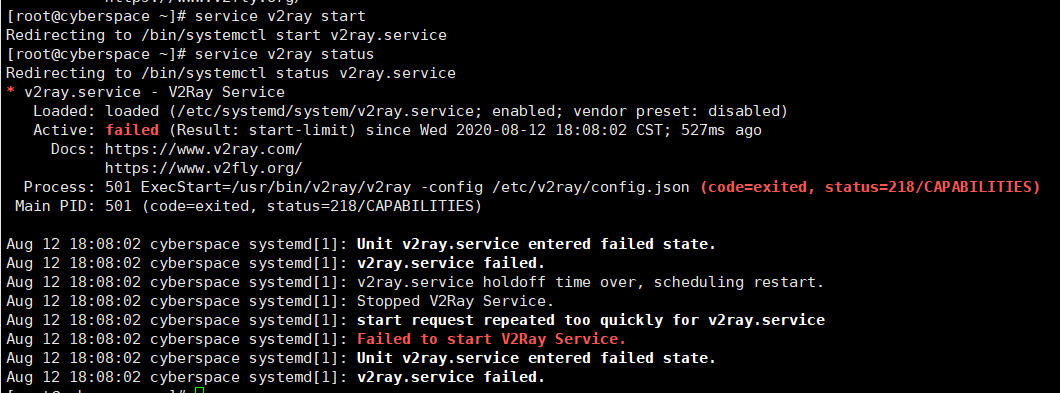 https://www.v2fly.org/
[root@cyberspace ~]# service v2ray start
Redirecting to /bin/systemctl start v2ray.service
[root@cyberspace ~]# service v2ray status
Redirecting to /bin/systemctl status v2ray.service
* v2ray.service - V2Ray Service
   Loaded: loaded (/etc/systemd/system/v2ray.service; enabled; vendor preset: disabled)
   Active: failed (Result: start-limit) since Wed 2020-08-12 18:08:02 CST; 527ms ago
     Docs: https://www.v2ray.com/
           https://www.v2fly.org/
  Process: 501 ExecStart=/usr/bin/v2ray/v2ray -config /etc/v2ray/config.json (code=exited, status=218/CAPABILITIES)
 Main PID: 501 (code=exited, status=218/CAPABILITIES)

Aug 12 18:08:02 cyberspace systemd[1]: Unit v2ray.service entered failed state.
Aug 12 18:08:02 cyberspace systemd[1]: v2ray.service failed.
Aug 12 18:08:02 cyberspace systemd[1]: v2ray.service holdoff time over, scheduling restart.
Aug 12 18:08:02 cyberspace systemd[1]: Stopped V2Ray Service.
Aug 12 18:08:02 cyberspace systemd[1]: start request repeated too quickly for v2ray.service
Aug 12 18:08:02 cyberspace systemd[1]: Failed to start V2Ray Service.
Aug 12 18:08:02 cyberspace systemd[1]: Unit v2ray.service entered failed state.
Aug 12 18:08:02 cyberspace systemd[1]: v2ray.service failed.